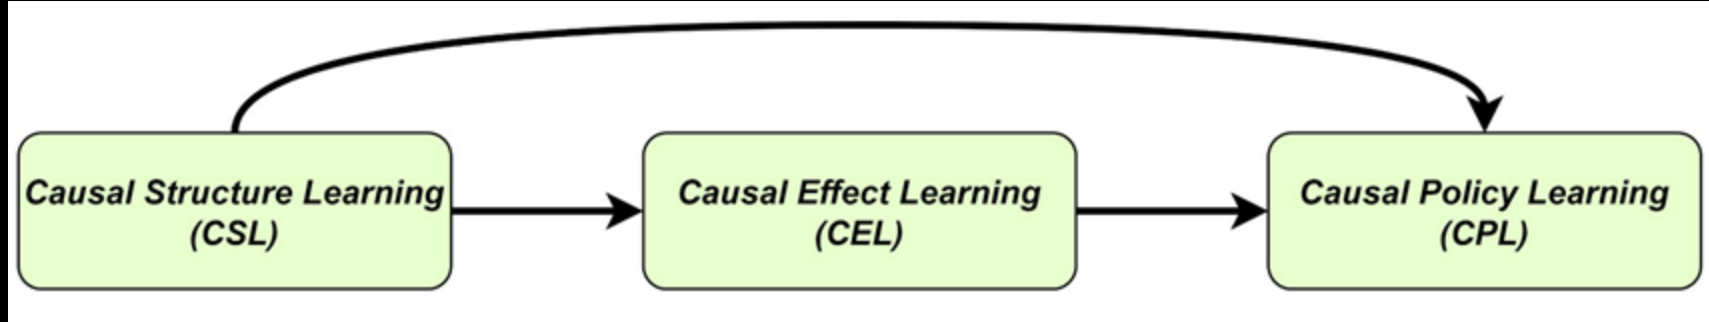 Causal Structure Learning
(CSL)
Causal Effect Learning
(CEL)
Causal Policy Learning
(CPL)